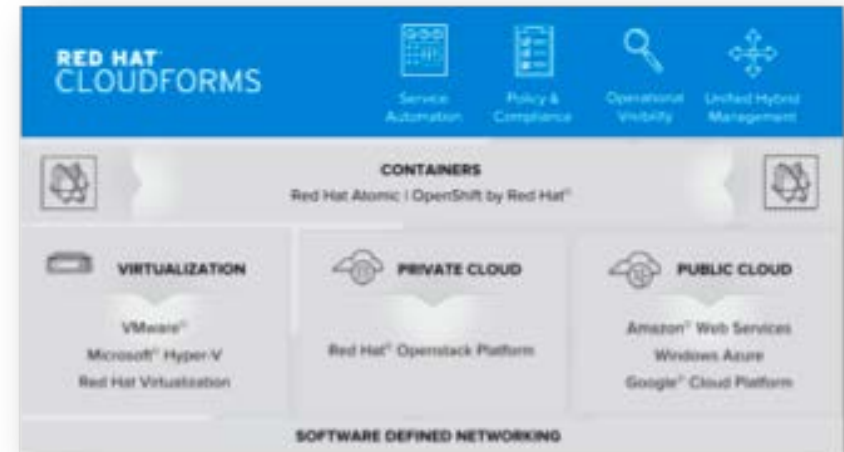 RED HAT®
CLOUDFORMS
Service
Automation
Policy &
Compliance
Operational
Visibility
Unified Hybrid
Management
CONTAINERS
Red Hat Atomic | OpenShift by Red Hat®
VIRTUALIZATION
VMware®
Microsoft® Hyper-V
Red Hat Virtualization
PRIVATE CLOUD
Red Hat® Openstack Platform
PUBLIC CLOUD
Amazon® Web Services
Windows Azure
Google® Cloud Platform
SOFTWARE DEFINED NETWORKING